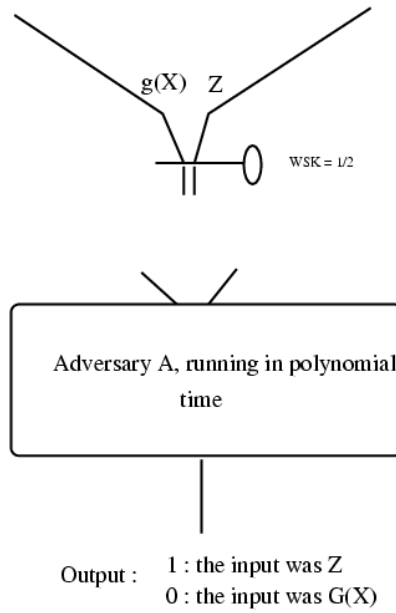 g(X) Z
WSK = 1/2
Adversary A, running in polynomial
time
Output : 1 : the input was Z
0 : the input was G(X)